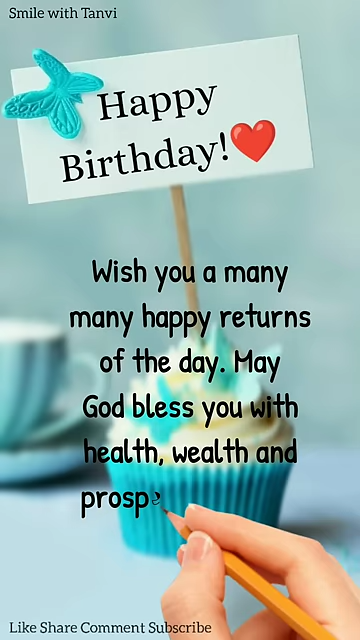 Smile with Tanvi
Happy
Birthday!❤️
Wish you a many
many happy returns
of the day. May
God bless you with
health, wealth and
prosp
Like Share Comment Subscribe